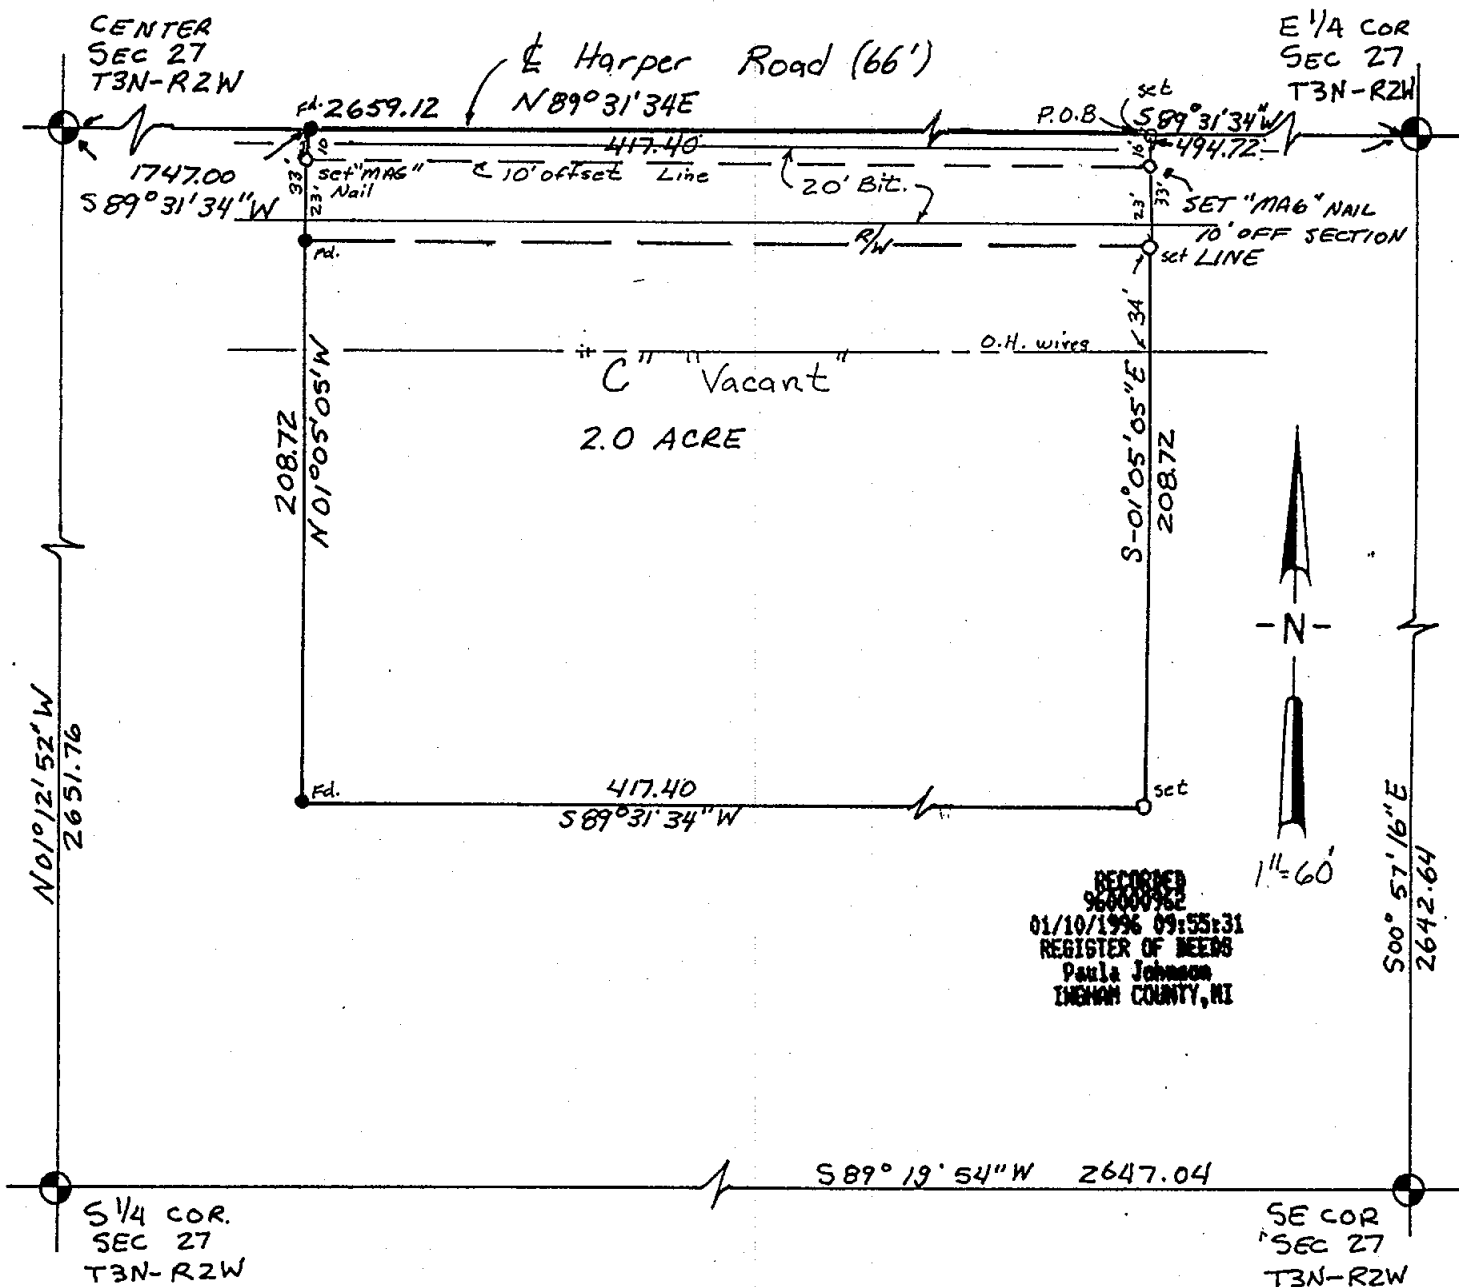 CENTER
SEC 27
T3N-R2W
℄ Harper Road (66')
N89°31'34E
E 1/4 COR
SEC 27
T3N-R2W
Fd. 2659.12
P.O.B
set
S89°31'34"W
494.72
417.40
10
33'
23'
set "MAG"
Nail
10' offset Line
20' Bit.
16'
23'
33'
1747.00
S89°31'34"W
SET "MAG" NAIL
10' OFF SECTION
LINE
Fd.
R/W
set
34'
O.H. wires
"C" "Vacant"
2.0 ACRE
208.72
N01°05'05'W
S-01°05'05"E
208.72
-N-
1"=60'
N01°12'52"W
2651.76
Fd.
417.40
S89°31'34"W
set
S00°57'16"E
2642.64
RECORDED
960000962
01/10/1996 09:55:31
REGISTER OF DEEDS
Paula Johnson
INGHAM COUNTY, MI
S89°19'54"W 2647.04
S 1/4 COR.
SEC 27
T3N-R2W
SE COR
SEC 27
T3N-R2W